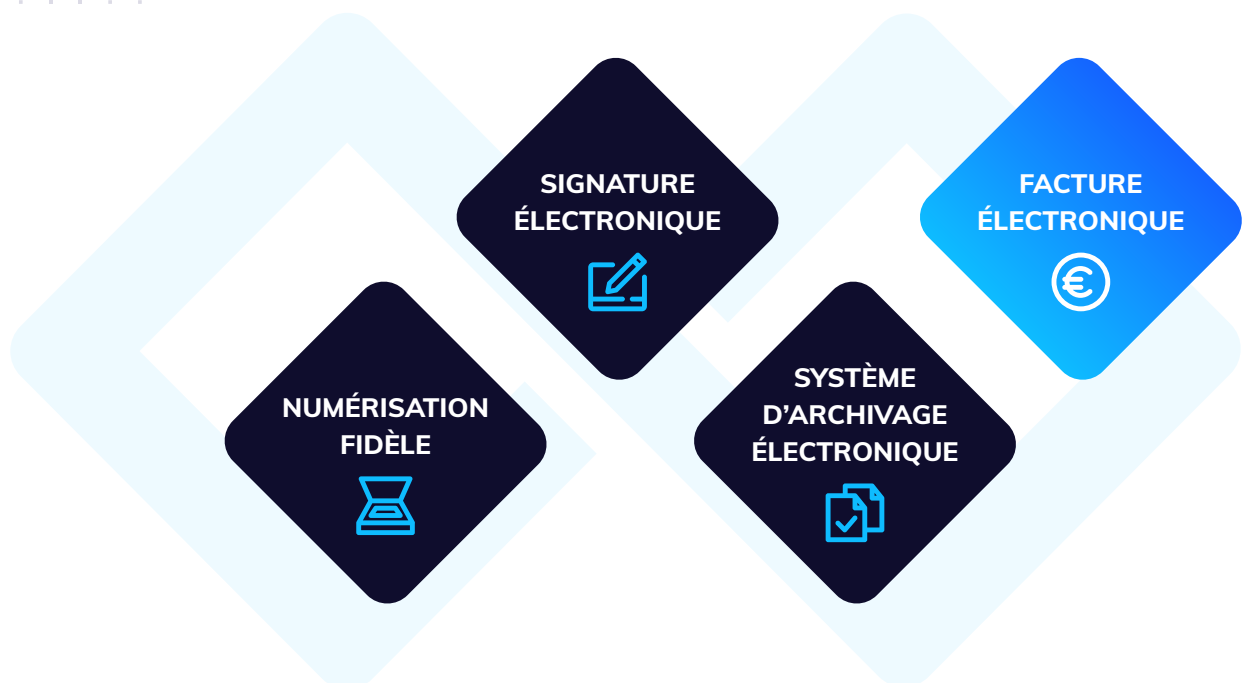 SIGNATURE
ÉLECTRONIQUE
FACTURE
ÉLECTRONIQUE
NUMÉRISATION
FIDÈLE
SYSTÈME
D’ARCHIVAGE
ÉLECTRONIQUE